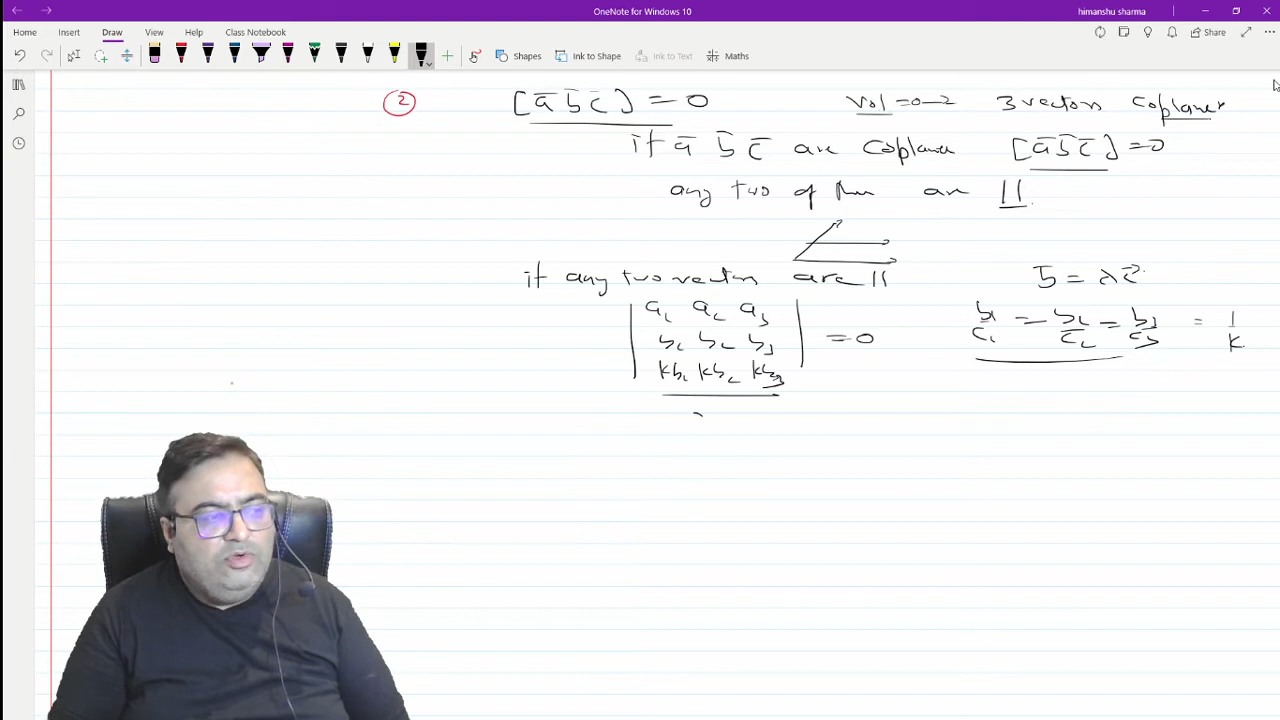 OneNote for Windows 10
himanshu sharma
Home Insert Draw View Help Class Notebook
Share
Shapes Ink to Shape Ink to Text Maths
2 [ā b̄ c̄] = 0 Vol = 0 3 vectors coplaner
if ā b̄ c̄ are Coplaner [ā b̄ c̄] = 0
any two of them are ||.
if any two vectors are || b̄ = λc̄
a₁ a₂ a₃
b₁ b₂ b₃ = 0 b₁/c₁ = b₂/c₂ = b₃/c₃ = 1/k
kb₁ kb₂ kb₃